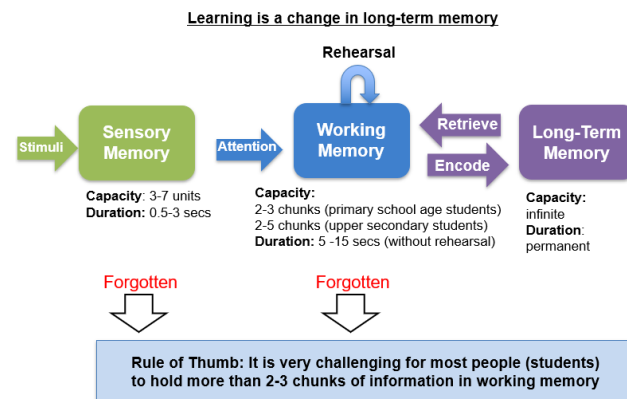 Learning is a change in long-term memory
Rehearsal
Stimuli
Sensory
Memory
Attention
Working
Memory
Retrieve
Encode
Long-Term
Memory
Capacity: 3-7 units
Duration: 0.5-3 secs
Capacity:
2-3 chunks (primary school age students)
2-5 chunks (upper secondary students)
Duration: 5 -15 secs (without rehearsal)
Capacity:
infinite
Duration:
permanent
Forgotten
Forgotten
Rule of Thumb: It is very challenging for most people (students)
to hold more than 2-3 chunks of information in working memory